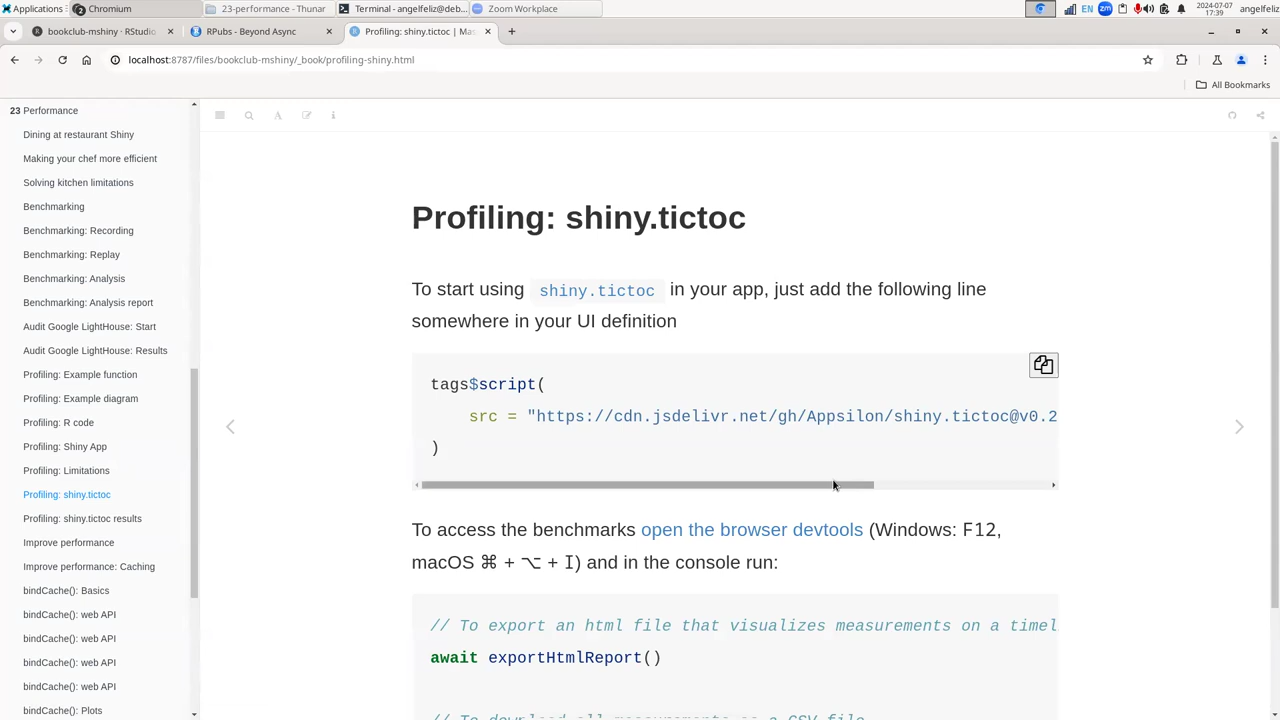 Applications
Chromium
23-performance - Thunar
Terminal - angelfeliz@deb...
Zoom Workplace
EN
zm
2024-07-07
17:39
angelfeliz
bookclub-mshiny · RStudio
RPubs - Beyond Async
Profiling: shiny.tictoc | Mas
localhost:8787/files/bookclub-mshiny/_book/profiling-shiny.html
All Bookmarks
23 Performance
Dining at restaurant Shiny
Making your chef more efficient
Solving kitchen limitations
Benchmarking
Benchmarking: Recording
Benchmarking: Replay
Benchmarking: Analysis
Benchmarking: Analysis report
Audit Google LightHouse: Start
Audit Google LightHouse: Results
Profiling: Example function
Profiling: Example diagram
Profiling: R code
Profiling: Shiny App
Profiling: Limitations
Profiling: shiny.tictoc
Profiling: shiny.tictoc results
Improve performance
Improve performance: Caching
bindCache(): Basics
bindCache(): web API
bindCache(): web API
bindCache(): web API
bindCache(): web API
bindCache(): Plots
Profiling: shiny.tictoc
To start using shiny.tictoc in your app, just add the following line
somewhere in your UI definition
tags$script(
src = "https://cdn.jsdelivr.net/gh/Appsilon/shiny.tictoc@v0.2
)
To access the benchmarks open the browser devtools (Windows: F12,
macOS ⌘ + ⌥ + I) and in the console run:
// To export an html file that visualizes measurements on a timel
await exportHtmlReport()
// To download all measurements as a CSV file